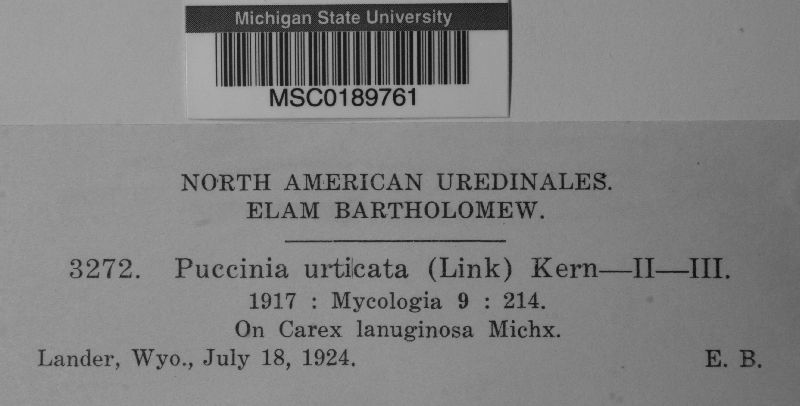 Michigan State University
MSC0189761
NORTH AMERICAN UREDINALES.
ELAM BARTHOLOMEW.
3272. Puccinia urticata (Link) Kern—II—III.
1917 : Mycologia 9 : 214.
On Carex lanuginosa Michx.
Lander, Wyo., July 18, 1924. E. B.